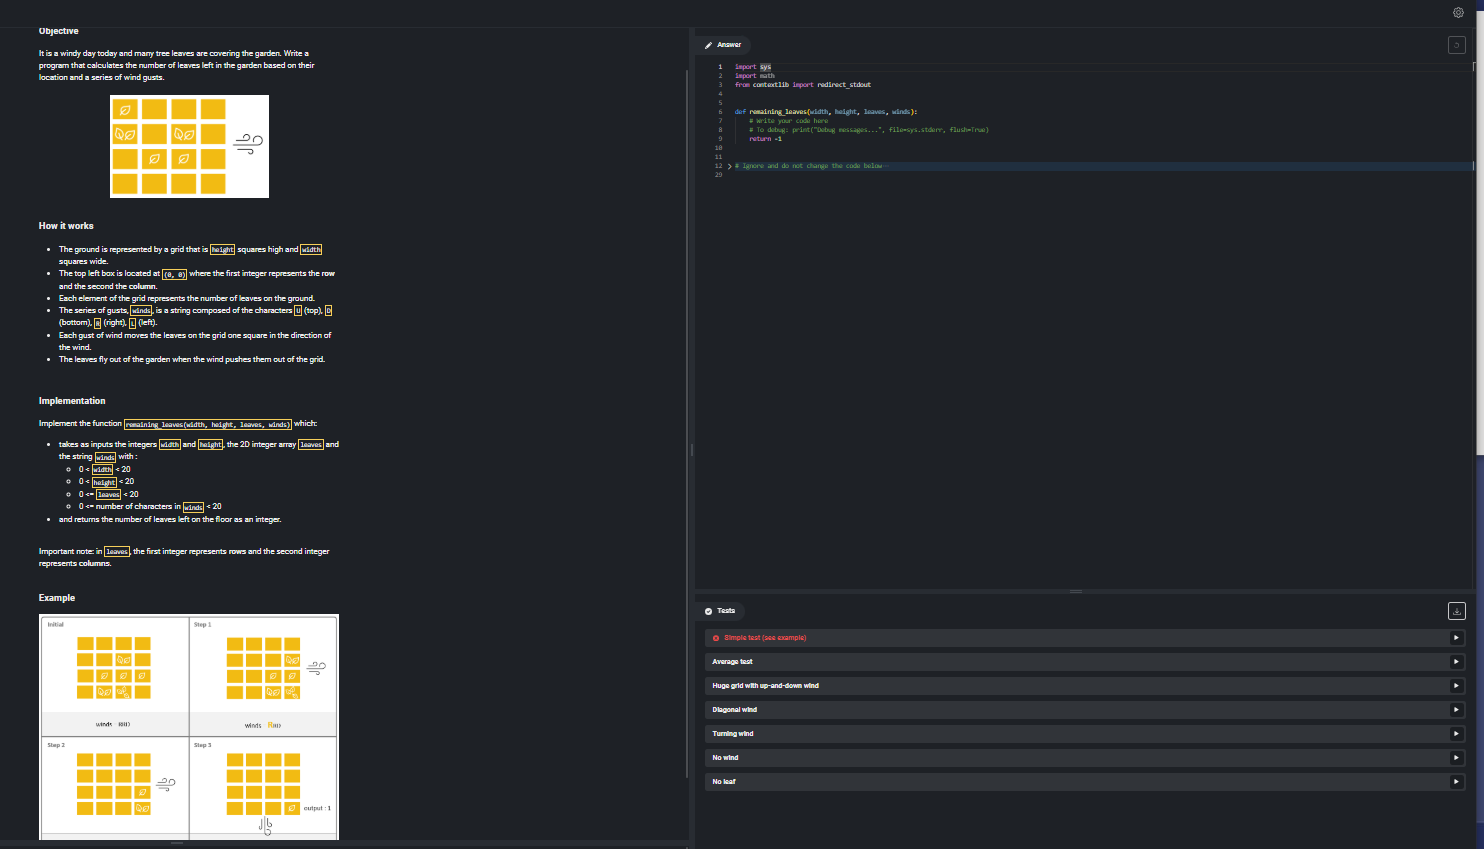 Objective
It is a windy day today and many tree leaves are covering the garden. Write a
program that calculates the number of leaves left in the garden based on their
location and a series of wind gusts.
How it works
The ground is represented by a grid that is height squares high and width
squares wide.
The top left box is located at (0, 0) where the first integer represents the row
and the second the column.
Each element of the grid represents the number of leaves on the ground.
The series of gusts, winds, is a string composed of the characters U (top), D
(bottom), R (right), L (left).
Each gust of wind moves the leaves on the grid one square in the direction of
the wind.
The leaves fly out of the garden when the wind pushes them out of the grid.
Implementation
Implement the function remaining_leaves(width, height, leaves, winds) which:
takes as inputs the integers width and height, the 2D integer array leaves and
the string winds with :
0 < width < 20
0 < height < 20
0 <= leaves < 20
0 <= number of characters in winds < 20
and returns the number of leaves left on the floor as an integer.
Important note: in leaves, the first integer represents rows and the second integer
represents columns.
Example
Initial
Step 1
winds
winds
Step 2
Step 3
output : 1
Answer
1 import sys
2 import math
3 from contextlib import redirect_stdout
4
5
6 def remaining_leaves(width, height, leaves, winds):
7 # Write your code here
8 # To debug: print("Debug messages...", file=sys.stderr, flush=True)
9 return -1
10
11
12 # Ignore and do not change the code below
29
Tests
Simple test (see example)
Average test
Huge grid with up-and-down wind
Diagonal wind
Turning wind
No wind
No leaf